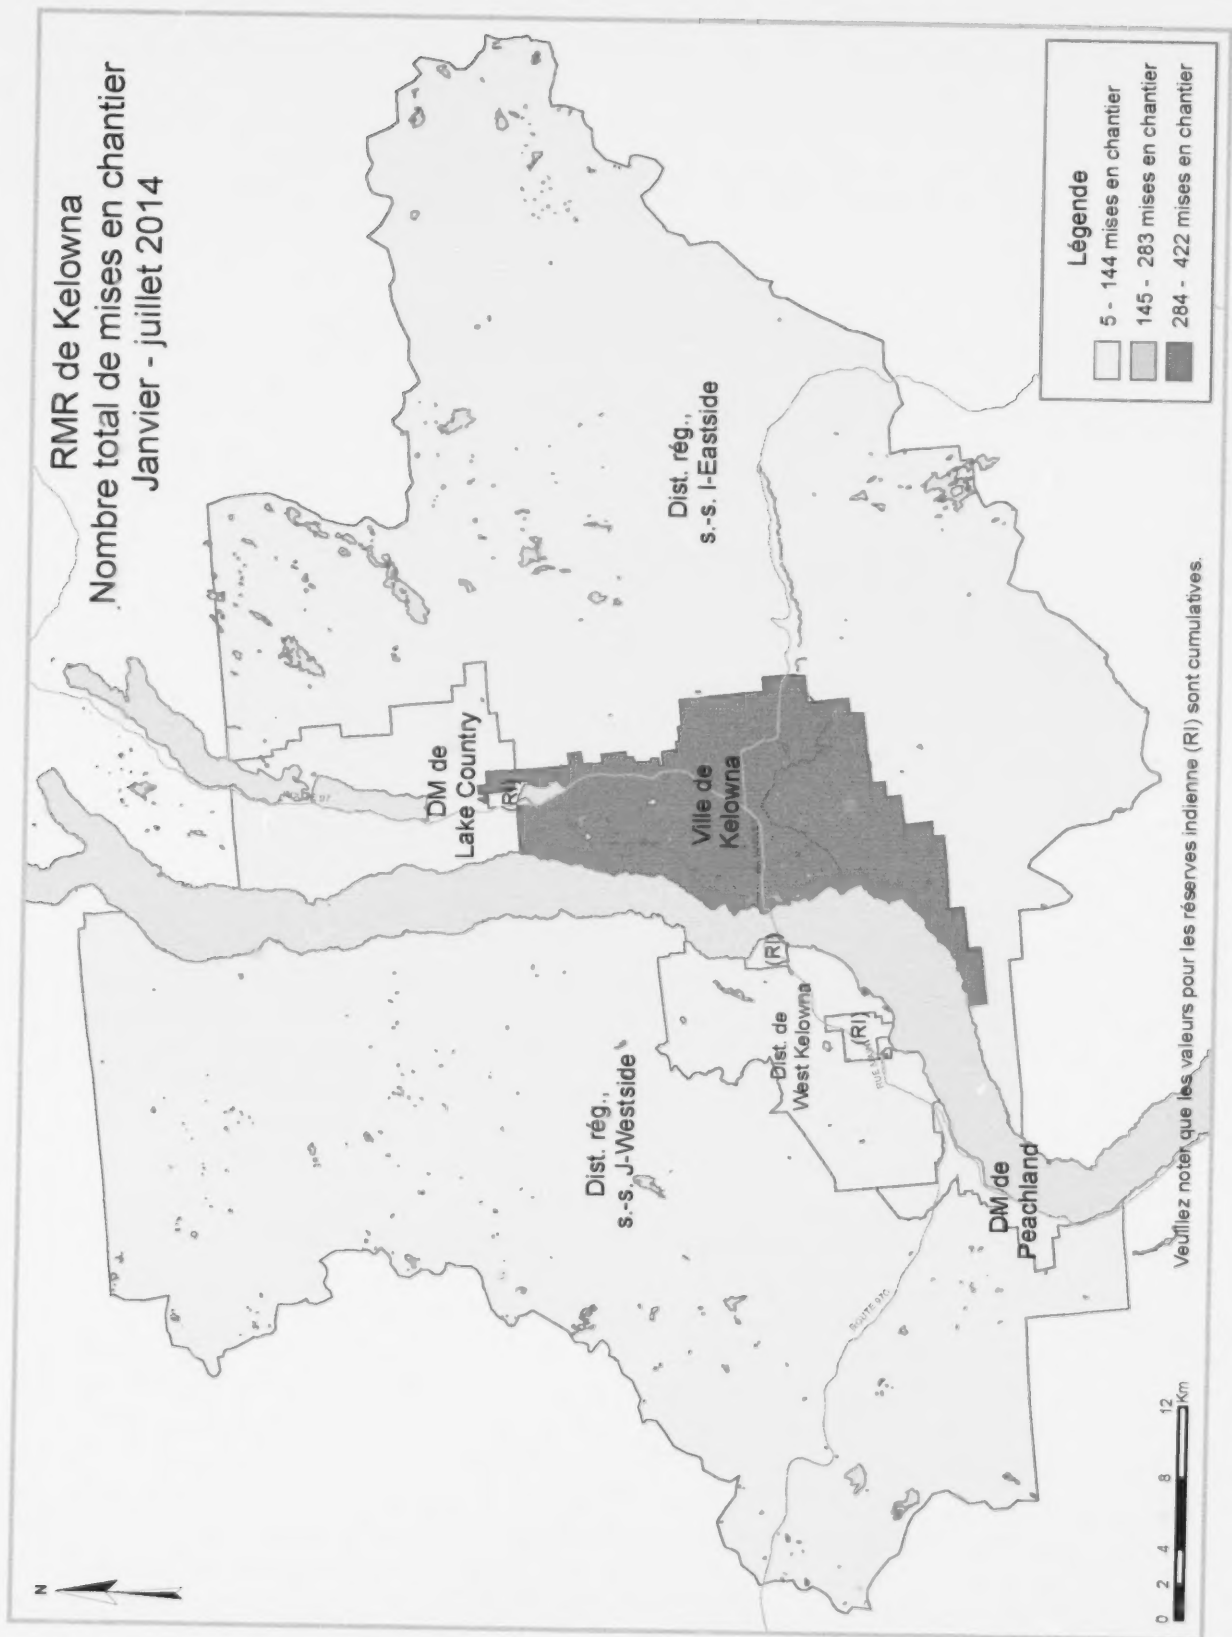 RMR de Kelowna
Nombre total de mises en chantier
Janvier - juillet 2014
N
DM de
Lake Country
(RI)
Dist. rég.,
s.-s. J-Westside
Dist. rég.,
s.-s. I-Eastside
Ville de
Kelowna
(RI)
Dist. de
West Kelowna
(RI)
ROUTE 97C
DM de
Peachland
Légende
5 - 144 mises en chantier
145 - 283 mises en chantier
284 - 422 mises en chantier
0 2 4 8 12
Km
Veuillez noter que les valeurs pour les réserves indienne (RI) sont cumulatives.